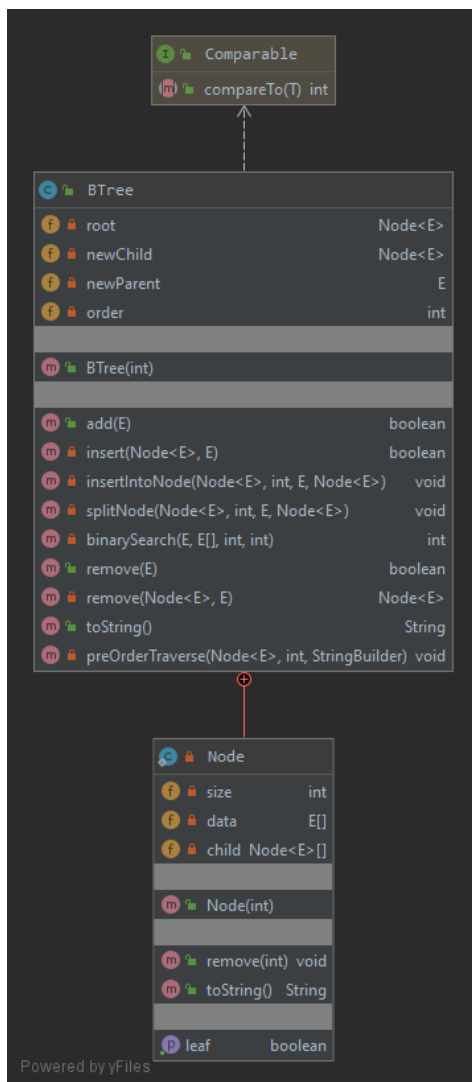 Comparable
compareTo(T) int
BTree
root Node<E>
newChild Node<E>
newParent E
order int
BTree(int)
add(E) boolean
insert(Node<E>, E) boolean
insertIntoNode(Node<E>, int, E, Node<E>) void
splitNode(Node<E>, int, E, Node<E>) void
binarySearch(E, E[], int, int) int
remove(E) boolean
remove(Node<E>, E) Node<E>
toString() String
preOrderTraverse(Node<E>, int, StringBuilder) void
Node
size int
data E[]
child Node<E>[]
Node(int)
remove(int) void
toString() String
leaf boolean
Powered by yFiles